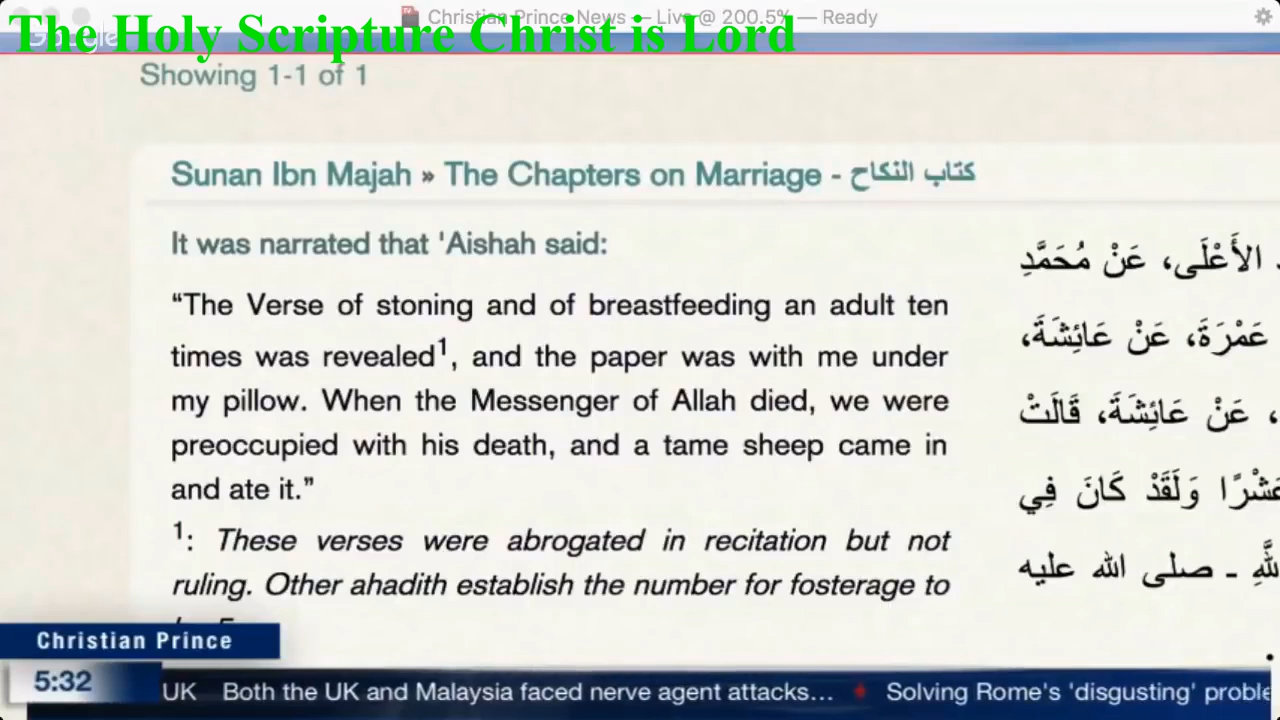 Christian Prince News — Live @ 200.5% — Ready
The Holy Scripture Christ is Lord
Showing 1-1 of 1
Sunan Ibn Majah » The Chapters on Marriage - كتاب النكاح
It was narrated that 'Aishah said:
“The Verse of stoning and of breastfeeding an adult ten
times was revealed¹, and the paper was with me under
my pillow. When the Messenger of Allah died, we were
preoccupied with his death, and a tame sheep came in
and ate it.”
¹: These verses were abrogated in recitation but not
ruling. Other ahadith establish the number for fosterage to
الأَعْلَى، عَنْ مُحَمَّدِ
عَمْرَةَ، عَنْ عَائِشَةَ،
، عَنْ عَائِشَةَ، قَالَتْ
عَشْرًا وَلَقَدْ كَانَ فِي
ـ صلى الله عليه
Christian Prince
5:32
UK Both the UK and Malaysia faced nerve agent attacks... Solving Rome's 'disgusting'